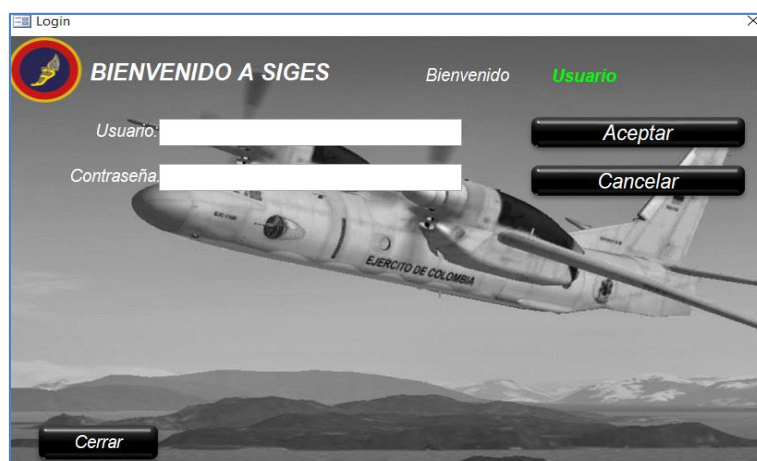 Login
BIENVENIDO A SIGES
Bienvenido Usuario
Usuario:
Aceptar
Contraseña:
Cancelar
EJERCITO DE COLOMBIA
Cerrar